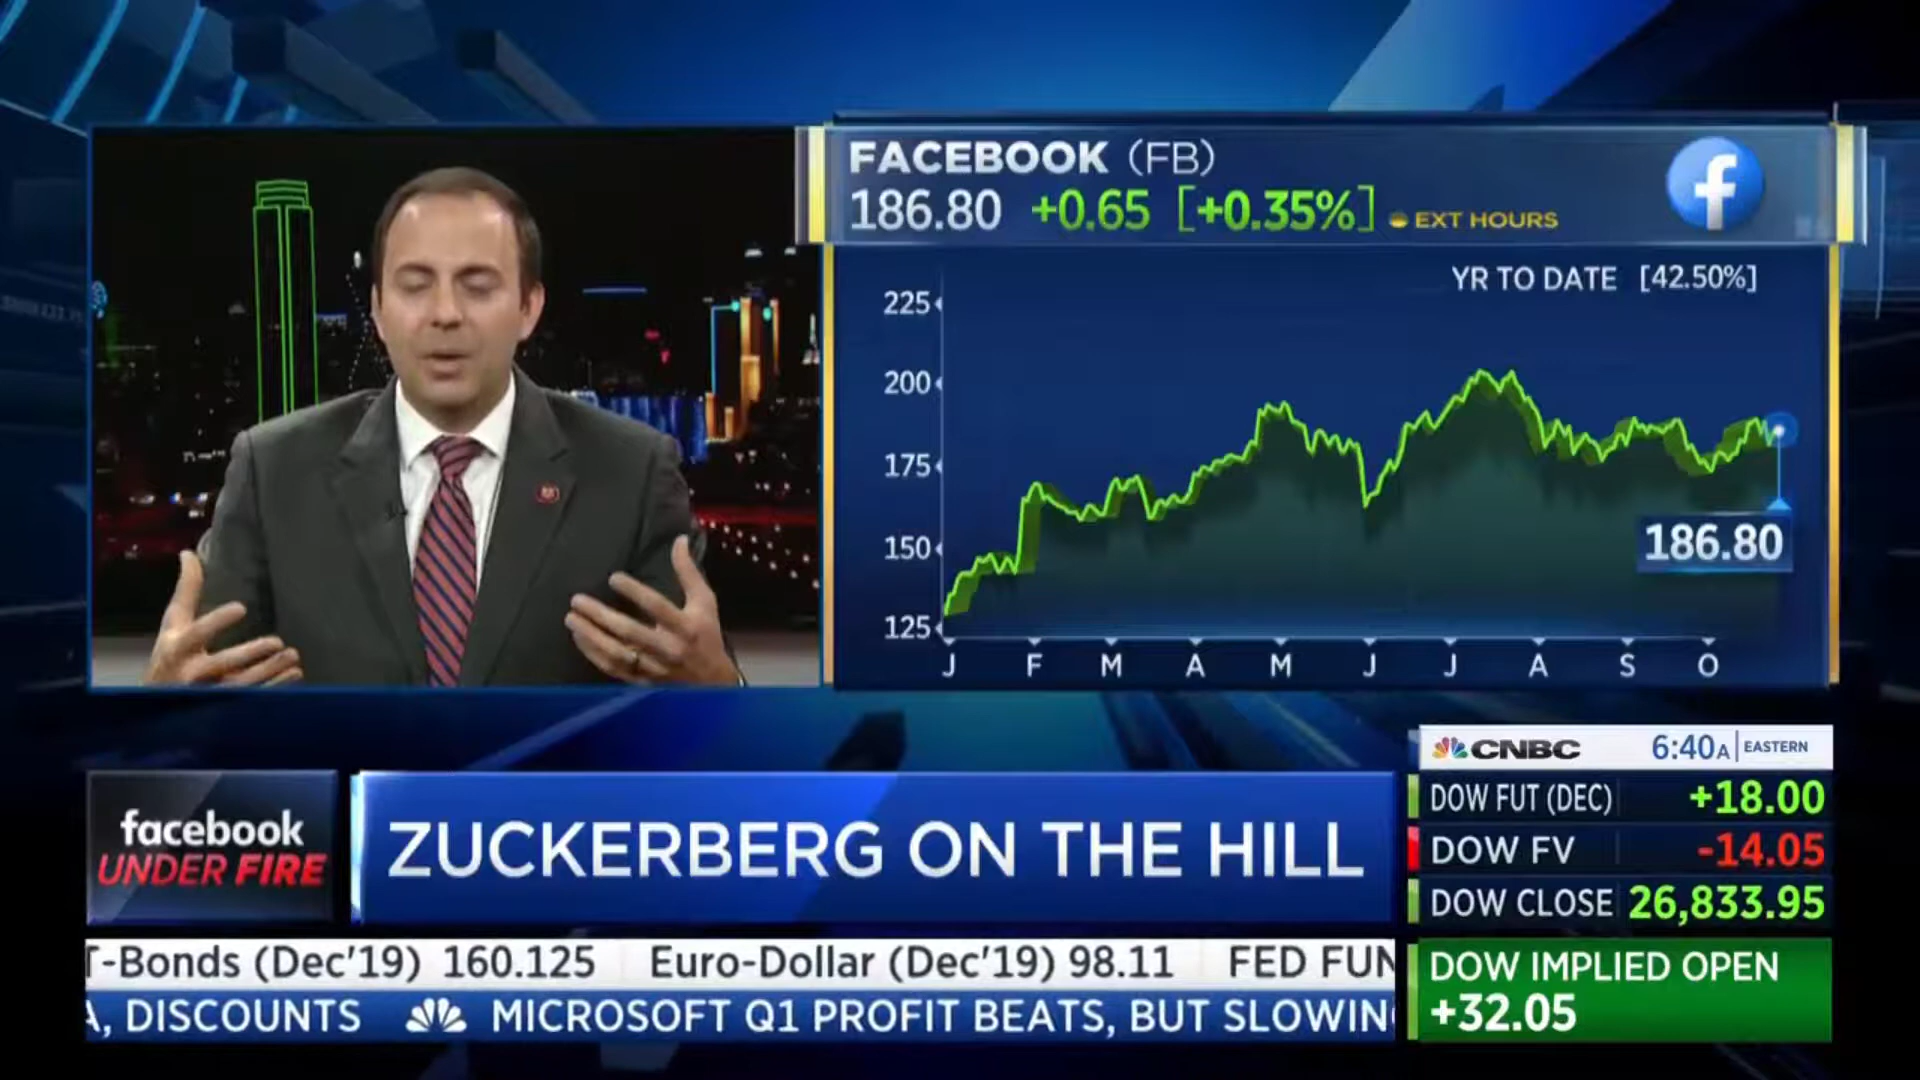 FACEBOOK (FB)
186.80 +0.65 [+0.35%] EXT HOURS
f
YR TO DATE [42.50%]
225
200
175
150
125
186.80
J F M A M J J A S O
CNBC 6:40A EASTERN
facebook
UNDER FIRE
ZUCKERBERG ON THE HILL
DOW FUT (DEC) +18.00
DOW FV -14.05
DOW CLOSE 26,833.95
T-Bonds (Dec'19) 160.125 Euro-Dollar (Dec'19) 98.11 FED FUN
A, DISCOUNTS MICROSOFT Q1 PROFIT BEATS, BUT SLOWIN
DOW IMPLIED OPEN
+32.05